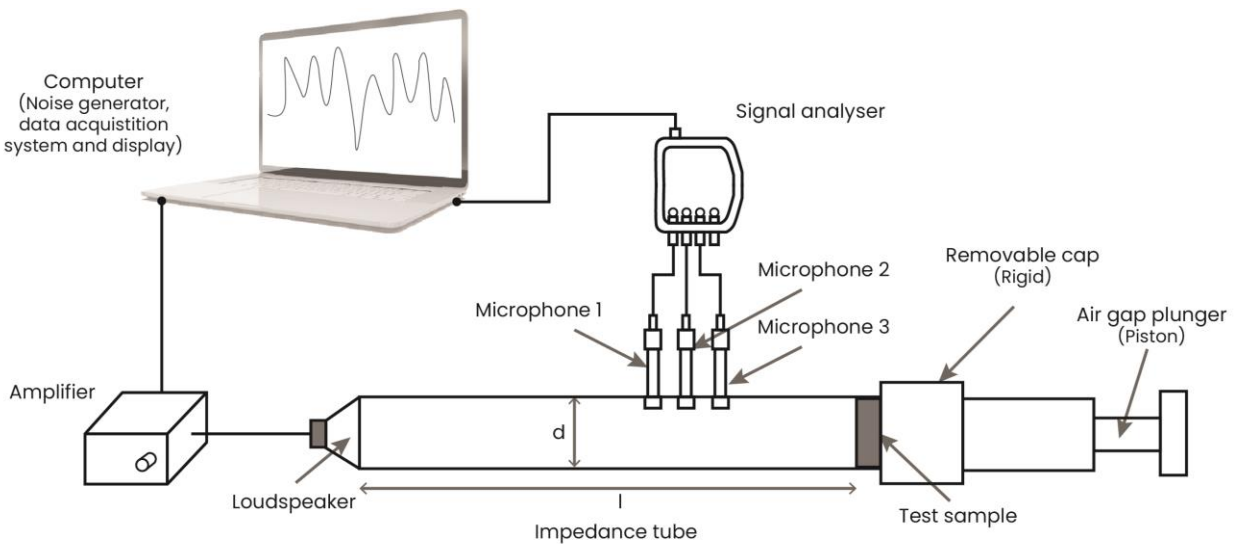 Computer
(Noise generator,
data acquistition
system and display)
Signal analyser
Microphone 1
Microphone 2
Microphone 3
Removable cap
(Rigid)
Air gap plunger
(Piston)
Amplifier
d
Loudspeaker
l
Impedance tube
Test sample